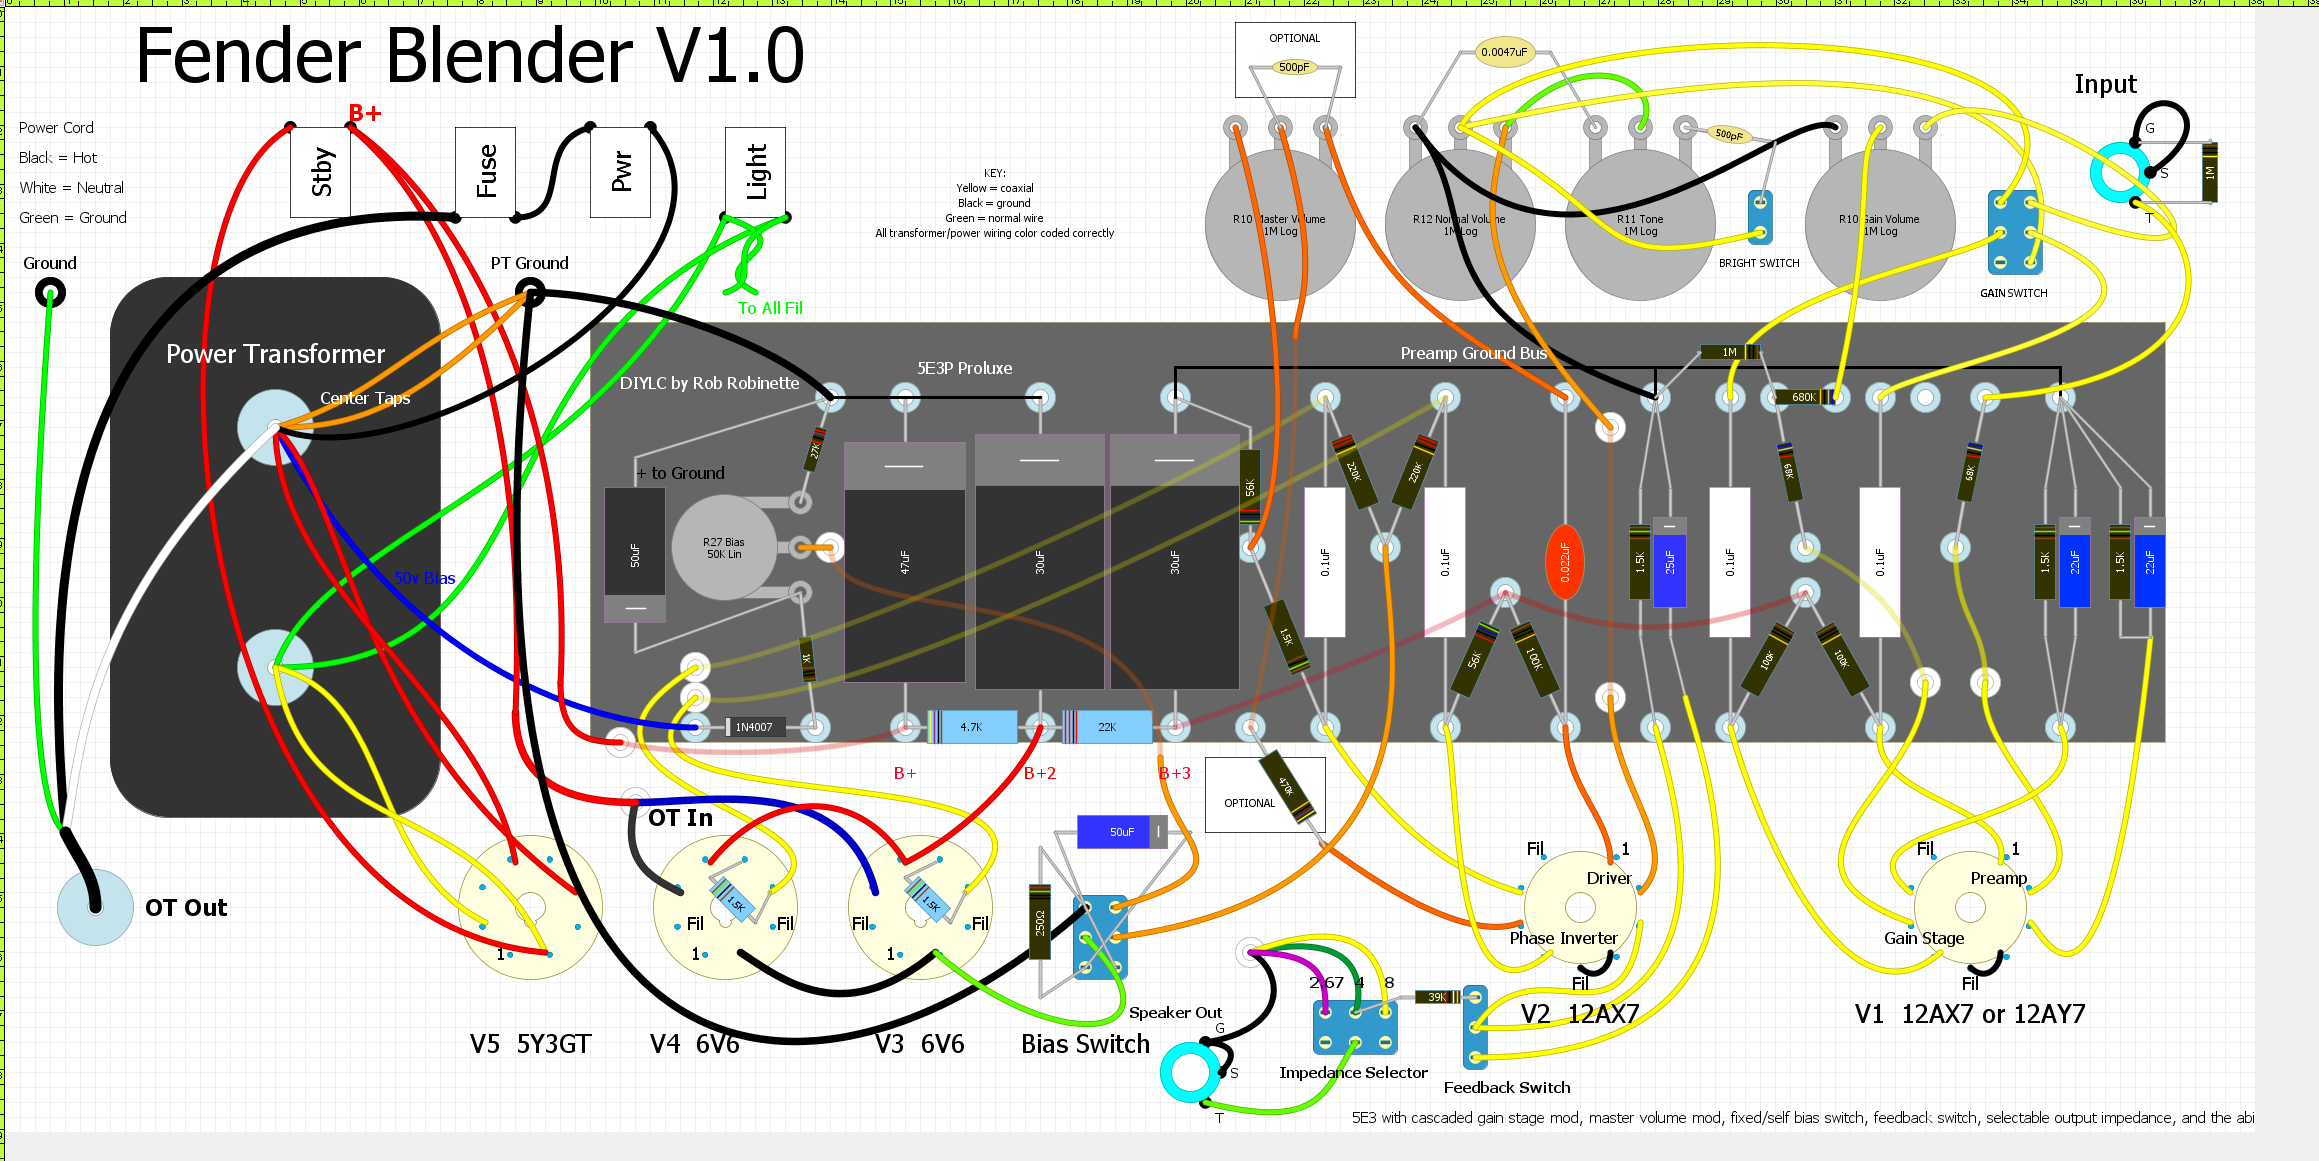 Fender Blender V1.0
B+
Power Cord
Black = Hot
White = Neutral
Green = Ground
Stby
Fuse
Pwr
Light
KEY:
Yellow = coaxial
Black = ground
Green = normal wire
All transformer/power wiring color coded correctly
OPTIONAL
500pF
0.0047uF
500pF
Input
G
S
T
1M
R10 Master Volume
1M Log
R12 Normal Volume
1M Log
R11 Tone
1M Log
R10 Gain Volume
1M Log
BRIGHT SWITCH
GAIN SWITCH
Ground
PT Ground
To All Fil
Power Transformer
Center Taps
50v Bias
DIYLC by Rob Robinette
5E3P Proluxe
Preamp Ground Bus
1M
680K
+ to Ground
27K
50uF
R27 Bias
50K Lin
1K
47uF
30uF
30uF
56K
1.5K
0.1uF
220K
220K
0.1uF
56K
100K
0.022uF
1.5K
25uF
0.1uF
68K
100K
100K
0.1uF
68K
1.5K
22uF
1.5K
22uF
1N4007
4.7K
22K
B+
B+2
B+3
OPTIONAL
470K
OT In
50uF
250Ω
OT Out
1
1.5K
Fil
Fil
1
1.5K
Fil
Fil
1
Fil
1
Driver
Phase Inverter
Fil
Fil
1
Preamp
Gain Stage
Fil
2.67
4
8
39K
V5 5Y3GT
V4 6V6
V3 6V6
Bias Switch
Speaker Out
G
S
T
Impedance Selector
Feedback Switch
V2 12AX7
V1 12AX7 or 12AY7
5E3 with cascaded gain stage mod, master volume mod, fixed/self bias switch, feedback switch, selectable output impedance, and the abi